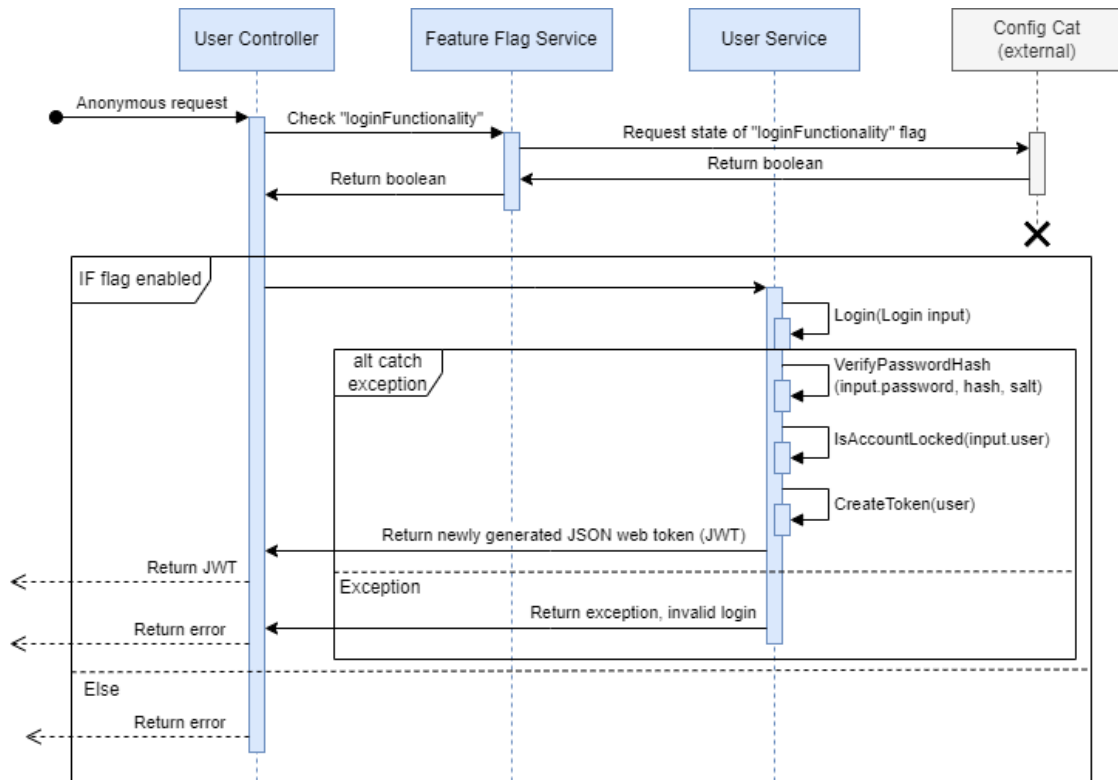 User Controller
Feature Flag Service
User Service
Config Cat
(external)
Anonymous request
Check "loginFunctionality"
Request state of "loginFunctionality" flag
Return boolean
Return boolean
IF flag enabled
Login(Login input)
alt catch
exception
VerifyPasswordHash
(input.password, hash, salt)
IsAccountLocked(input.user)
CreateToken(user)
Return newly generated JSON web token (JWT)
Return JWT
Exception
Return exception, invalid login
Return error
Else
Return error